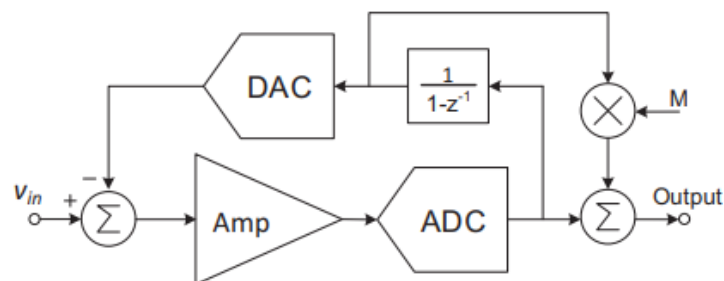 DAC
1
1-z⁻¹
×
M
−
v_in
+
Σ
Amp
ADC
Σ
Output